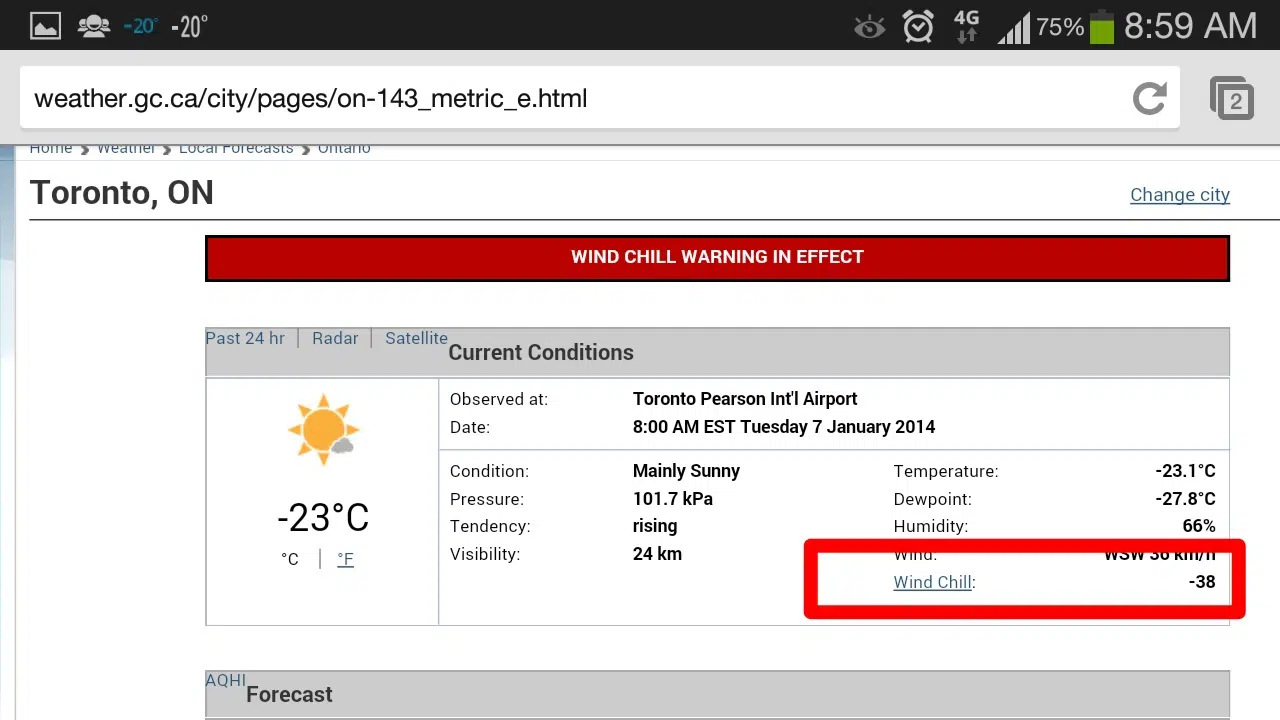 -20° -20° 4G 75% 8:59 AM
weather.gc.ca/city/pages/on-143_metric_e.html 2
Home Weather Local Forecasts Ontario
Toronto, ON Change city
WIND CHILL WARNING IN EFFECT
Past 24 hr | Radar | Satellite
Current Conditions
-23°C
°C | °F
Observed at: Toronto Pearson Int'l Airport
Date: 8:00 AM EST Tuesday 7 January 2014
Condition: Mainly Sunny
Pressure: 101.7 kPa
Tendency: rising
Visibility: 24 km
Temperature: -23.1°C
Dewpoint: -27.8°C
Humidity: 66%
Wind: WSW 36 km/h
Wind Chill: -38
AQHI
Forecast